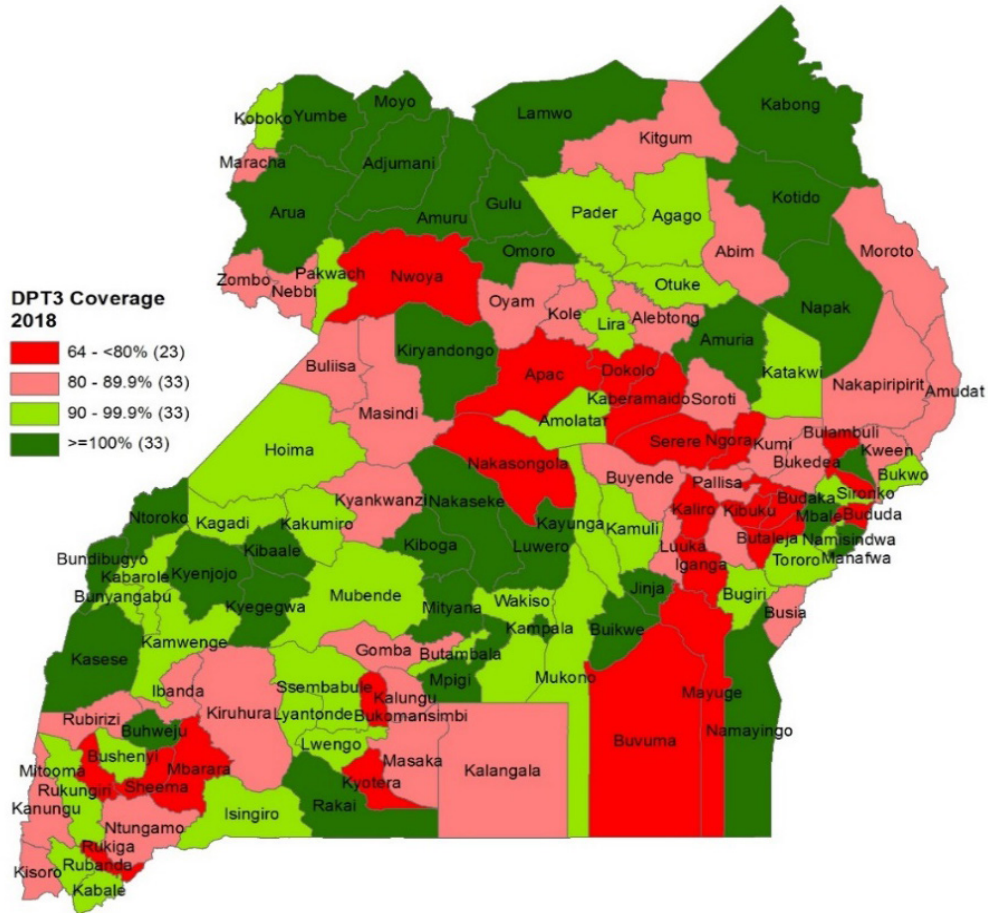 Kabong
Moyo
Koboko
Yumbe
Lamwo
Kitgum
Maracha
Adjumani
Arua
Amuru
Gulu
Pader
Agago
Kotido
Omoro
Abim
Moroto
Zombo
Nebbi
Pakwach
Nwoya
Otuke
DPT3 Coverage
2018
64 - <80% (23)
80 - 89.9% (33)
90 - 99.9% (33)
>=100% (33)
Oyam
Kole
Lira
Alebtong
Napak
Buliisa
Kiryandongo
Amuria
Apac
Dokolo
Katakwi
Nakapiripirit
Amudat
Masindi
Kaberamaido
Soroti
Amolatar
Hoima
Serere
Ngora
Kumi
Bulambuli
Kween
Nakasongola
Bukedea
Bukwo
Buyende
Pallisa
Kyankwanzi
Nakaseke
Budaka
Sironko
Ntoroko
Kagadi
Kakumiro
Kayunga
Kamuli
Kaliro
Kibuku
Mbale
Bududa
Bundibugyo
Kibaale
Kiboga
Luwero
Luuka
Butaleja
Namisindwa
Manafwa
Kabarole
Kyenjojo
Iganga
Tororo
Bunyangabu
Kyegegwa
Mubende
Mityana
Wakiso
Jinja
Bugiri
Busia
Kamwenge
Kampala
Buikwe
Kasese
Gomba
Butambala
Ibanda
Ssembabule
Kalungu
Mpigi
Mukono
Mayuge
Rubirizi
Kiruhura
Lyantonde
Bukomansimbi
Buhweju
Namayingo
Lwengo
Buvuma
Bushenyi
Mbarara
Masaka
Kalangala
Mitooma
Rukungiri
Sheema
Kyotera
Kanungu
Isingiro
Rakai
Ntungamo
Rukiga
Kisoro
Rubanda
Kabale